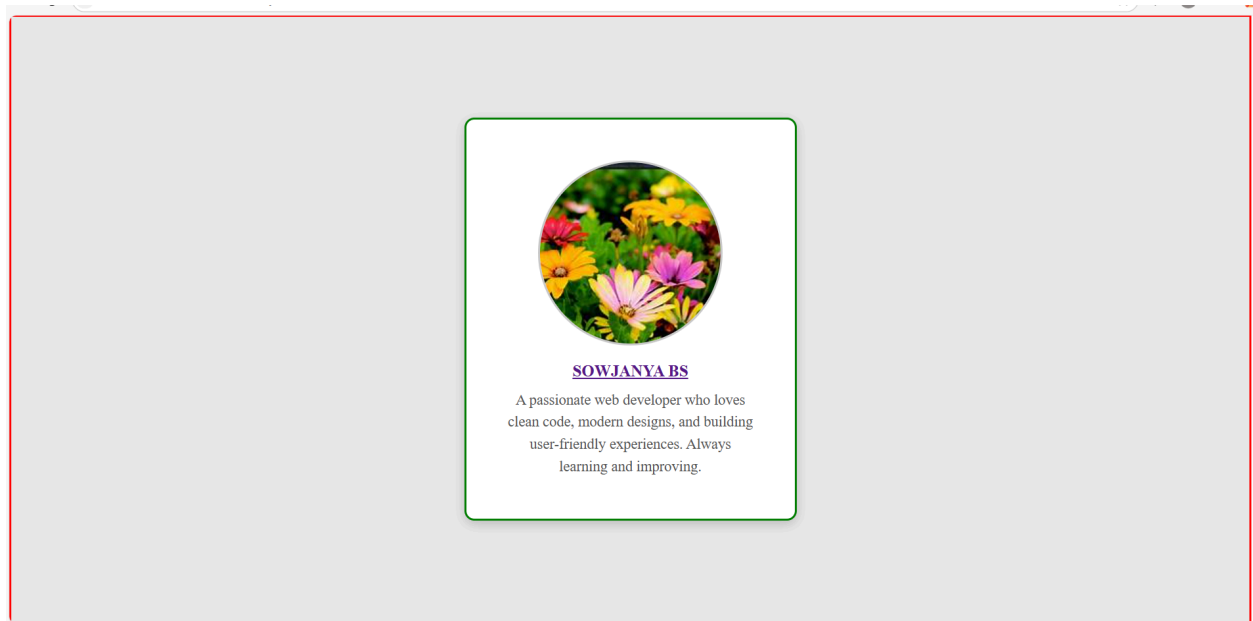 SOWJANYA BS
A passionate web developer who loves
clean code, modern designs, and building
user-friendly experiences. Always
learning and improving.